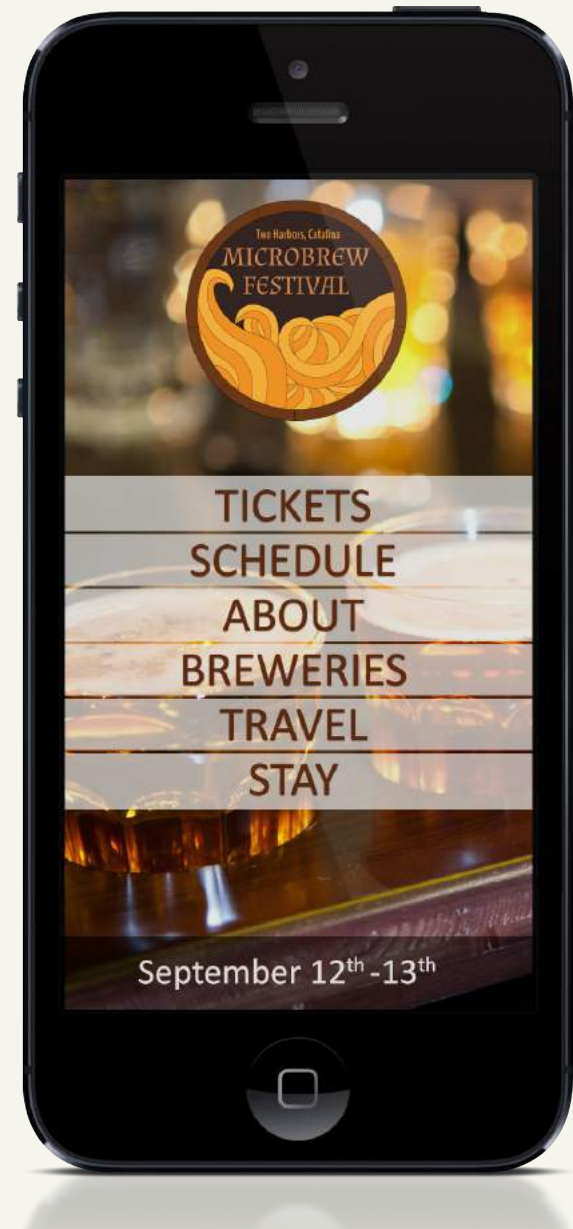 Two Harbors, Catalina
MICROBREW
FESTIVAL
TICKETS
SCHEDULE
ABOUT
BREWERIES
TRAVEL
STAY
September 12th-13th